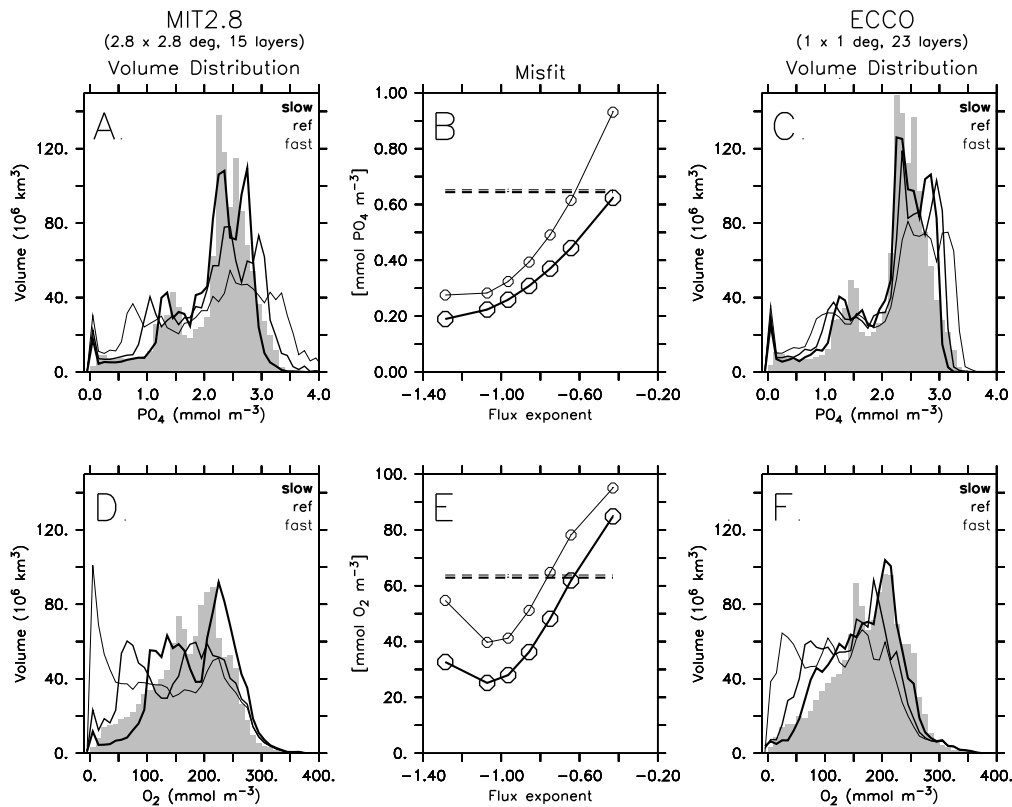 MIT2.8
(2.8 x 2.8 deg, 15 layers)
Volume Distribution
Misfit
ECCO
(1 x 1 deg, 23 layers)
Volume Distribution
A
slow
ref
fast
120.
80.
40.
0.
Volume (10⁶ km³)
0.0 1.0 2.0 3.0 4.0
PO₄ (mmol m⁻³)
B
1.00
0.80
0.60
0.40
0.20
0.00
[mmol PO₄ m⁻³]
−1.40 −1.00 −0.60 −0.20
Flux exponent
C
slow
ref
fast
120.
80.
40.
0.
Volume (10⁶ km³)
0.0 1.0 2.0 3.0 4.0
PO₄ (mmol m⁻³)
D
slow
ref
fast
120.
80.
40.
0.
Volume (10⁶ km³)
0. 100. 200. 300. 400.
O₂ (mmol m⁻³)
E
100.
80.
60.
40.
20.
0.
[mmol O₂ m⁻³]
−1.40 −1.00 −0.60 −0.20
Flux exponent
F
slow
ref
fast
120.
80.
40.
0.
Volume (10⁶ km³)
0. 100. 200. 300. 400.
O₂ (mmol m⁻³)